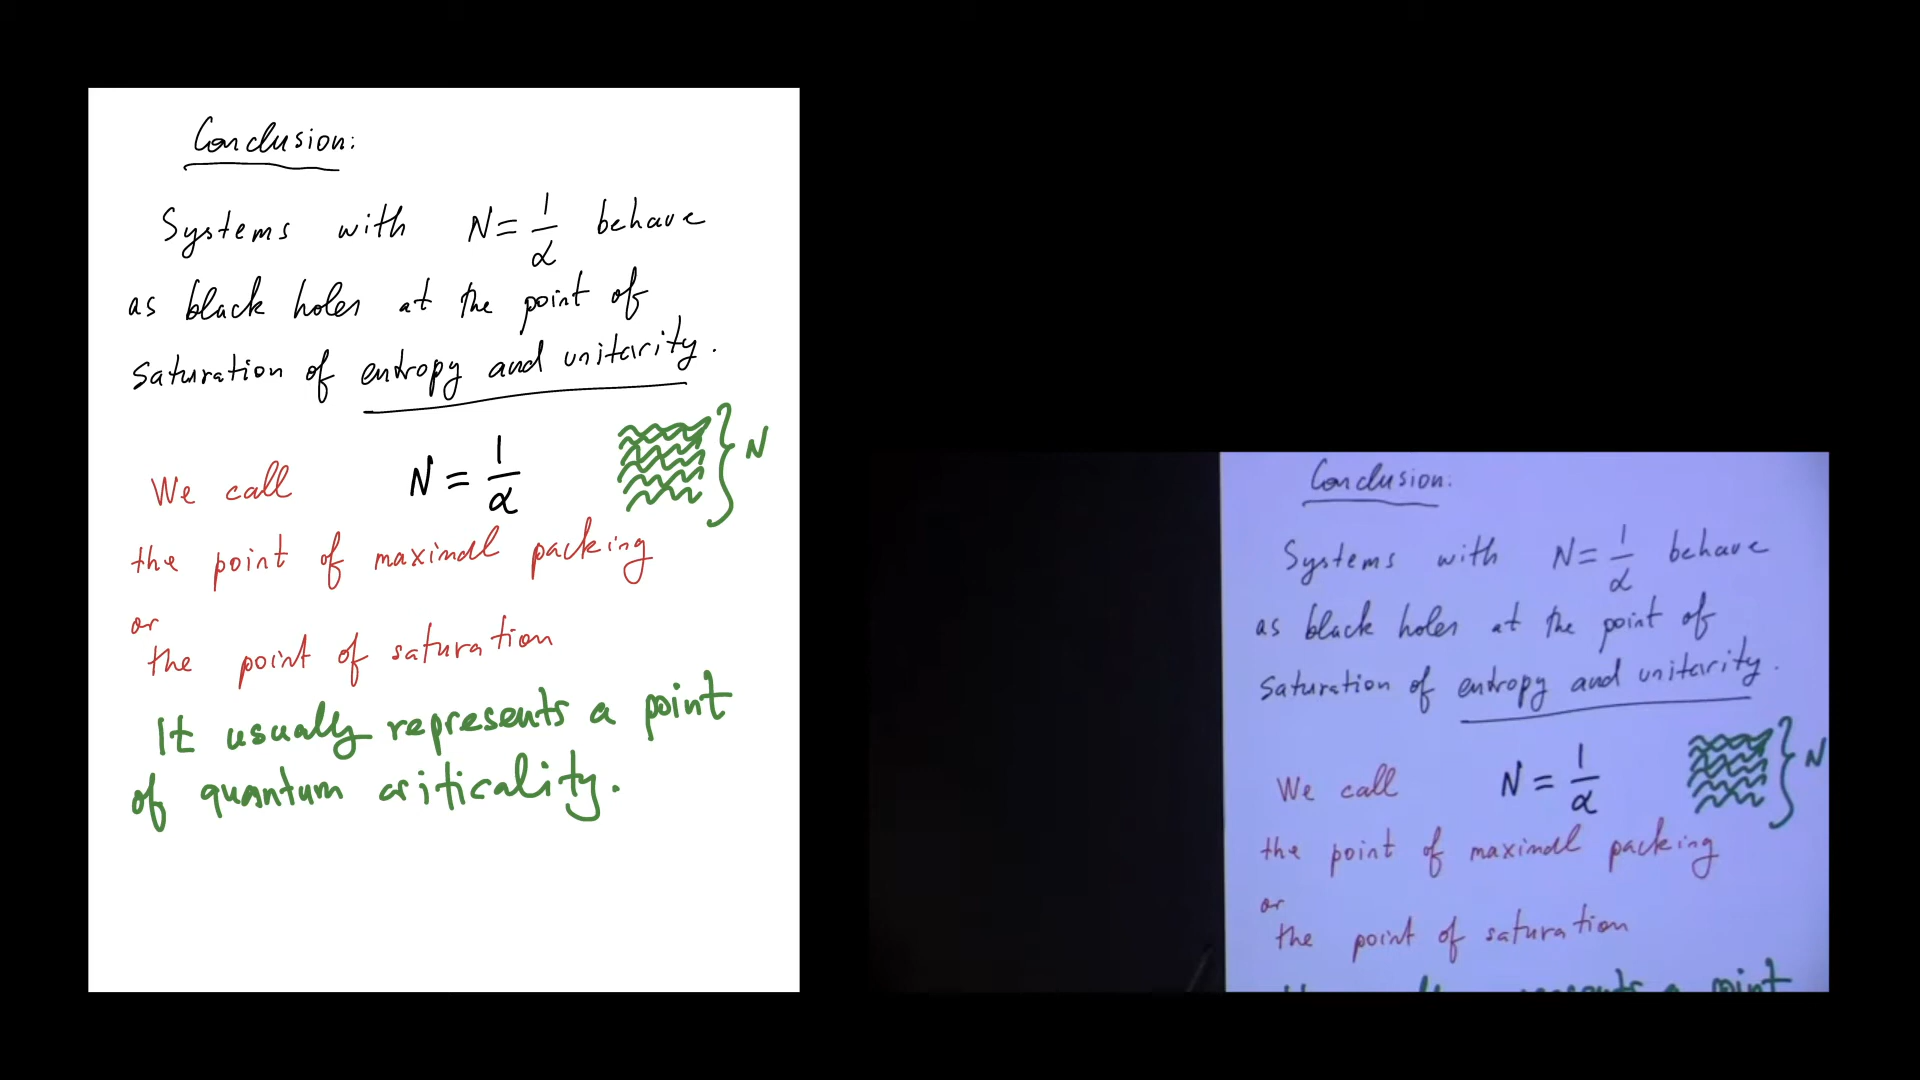 Conclusion:
Systems with N = 1/α behave
as black holes at the point of
saturation of entropy and unitarity.
We call N = 1/α } N
the point of maximal packing
or
the point of saturation
It usually represents a point
of quantum criticality.
Conclusion:
Systems with N = 1/α behave
as black holes at the point of
saturation of entropy and unitarity.
We call N = 1/α } N
the point of maximal packing
or
the point of saturation